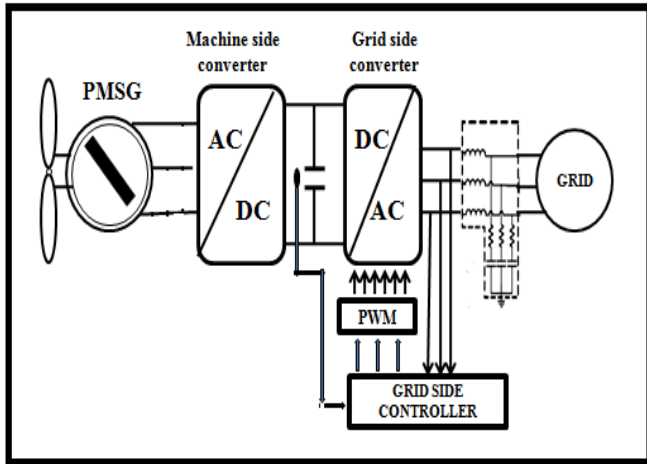 Machine side
converter
Grid side
converter
PMSG
AC
DC
DC
AC
GRID
PWM
GRID SIDE
CONTROLLER